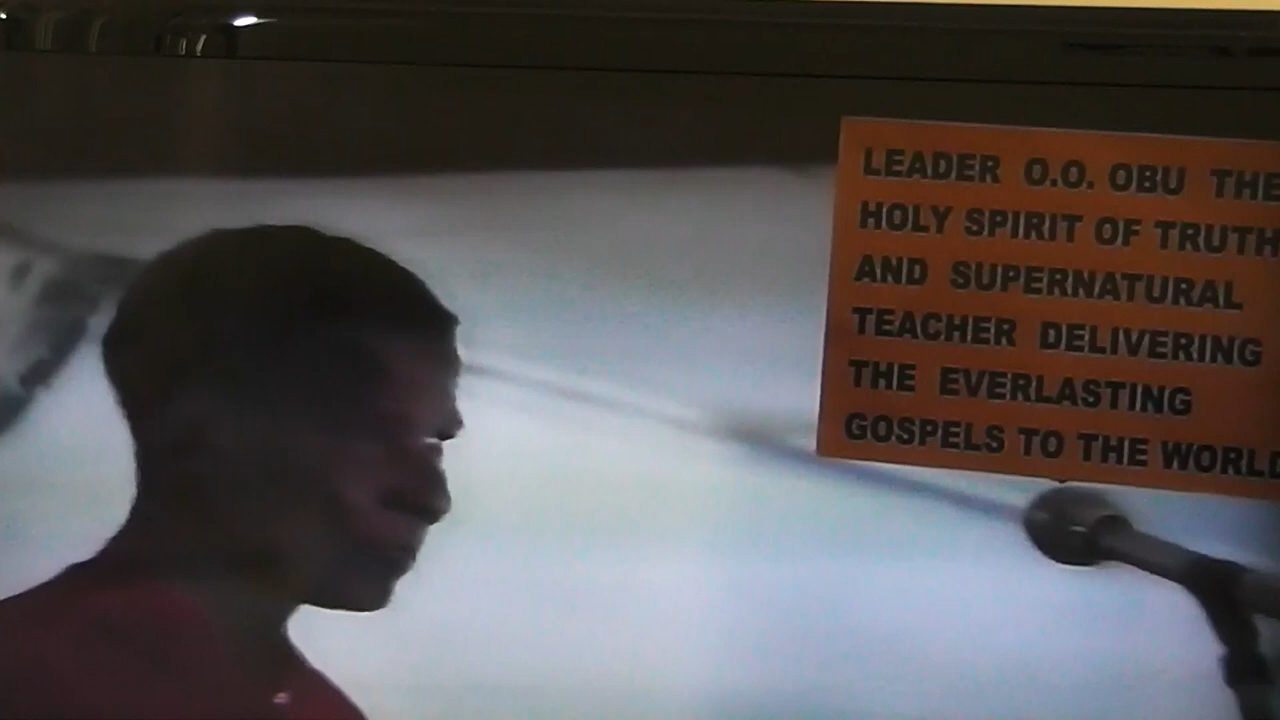 LEADER O.O. OBU THE
HOLY SPIRIT OF TRUTH
AND SUPERNATURAL
TEACHER DELIVERING
THE EVERLASTING
GOSPELS TO THE WORLD